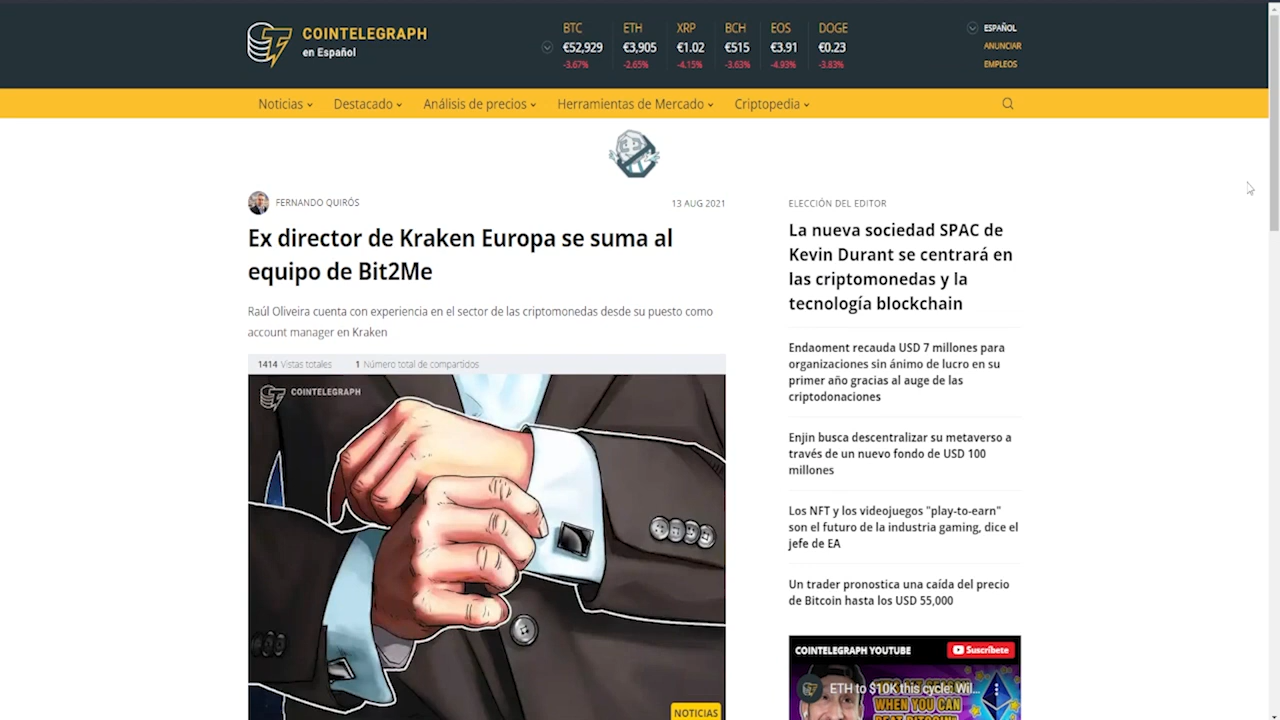 COINTELEGRAPH
en Español
BTC ETH XRP BCH EOS DOGE
€52,929 €3,905 €1.02 €515 €3.91 €0.23
-3.67% -2.65% -4.15% -3.63% -4.93% -3.83%
ESPAÑOL
ANUNCIAR
EMPLEOS
Noticias Destacado Análisis de precios Herramientas de Mercado Criptopedia
FERNANDO QUIRÓS
13 AUG 2021
Ex director de Kraken Europa se suma al
equipo de Bit2Me
Raúl Oliveira cuenta con experiencia en el sector de las criptomonedas desde su puesto como
account manager en Kraken
1414 Vistas totales 1 Número total de compartidos
COINTELEGRAPH
NOTICIAS
ELECCIÓN DEL EDITOR
La nueva sociedad SPAC de
Kevin Durant se centrará en
las criptomonedas y la
tecnología blockchain
Endaoment recauda USD 7 millones para
organizaciones sin ánimo de lucro en su
primer año gracias al auge de las
criptodonaciones
Enjin busca descentralizar su metaverso a
través de un nuevo fondo de USD 100
millones
Los NFT y los videojuegos "play-to-earn"
son el futuro de la industria gaming, dice el
jefe de EA
Un trader pronostica una caída del precio
de Bitcoin hasta los USD 55,000
COINTELEGRAPH YOUTUBE
Suscríbete
ETH to $10K this cycle: Wil...
WHEN YOU CAN